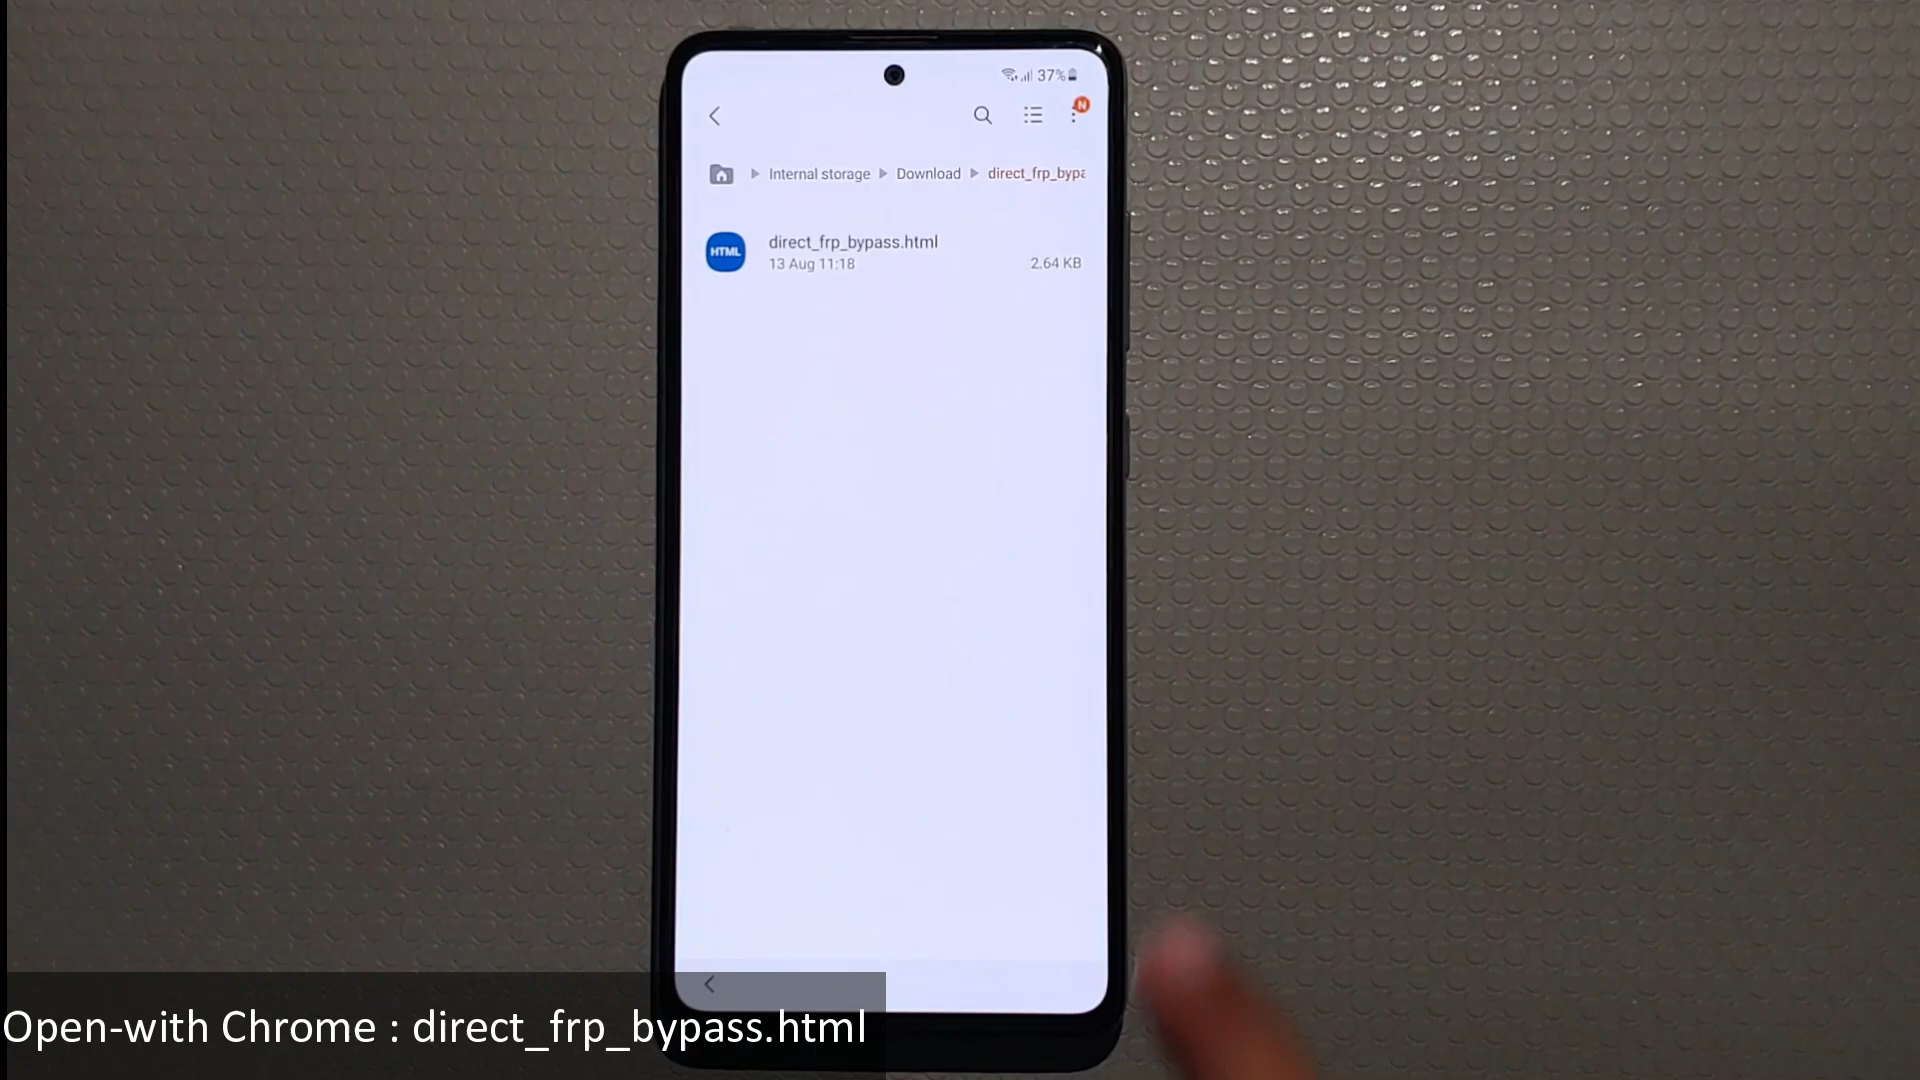 37%
N
Internal storage Download direct_frp_bypa
HTML
direct_frp_bypass.html
13 Aug 11:18
2.64 KB
Open-with Chrome : direct_frp_bypass.html